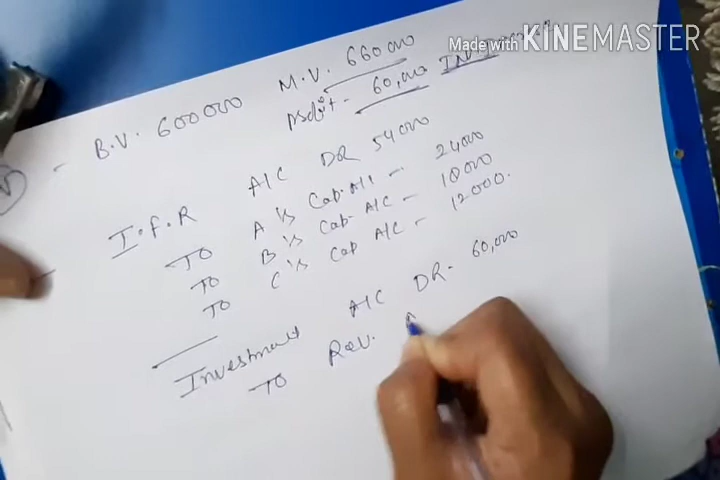 Made with KINEMASTER
B.V. 600000 M.V. 660000
60,000
I.F.R A/C DR 54000
TO A's Cap. A/c - 24000
TO B's Cap. A/C - 18000
TO C's Cap A/C - 12000.
Investment A/C DR. 60,000
TO Rev. A